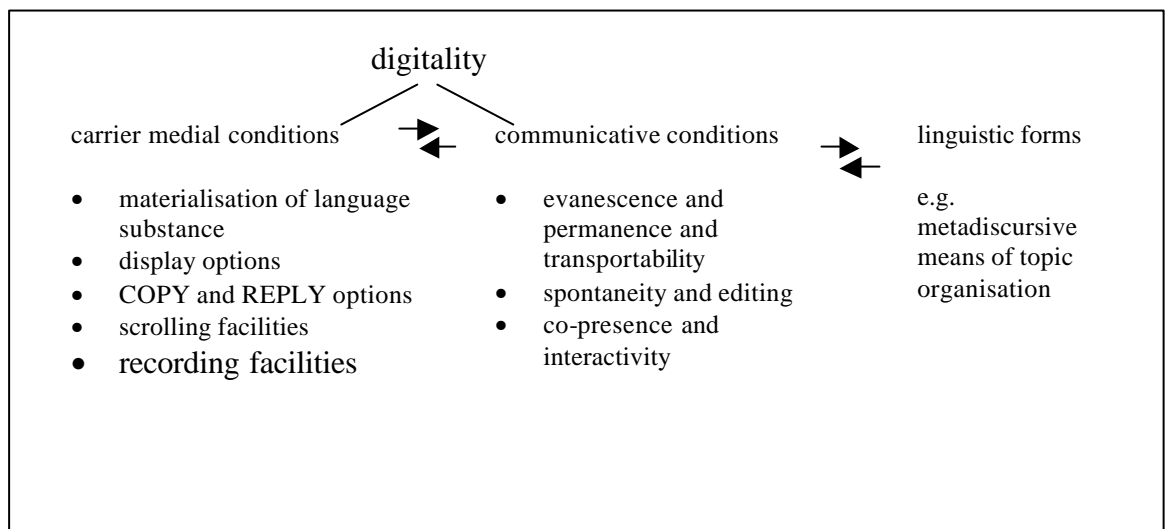 digitality
carrier medial conditions
• materialisation of language
substance
• display options
• COPY and REPLY options
• scrolling facilities
• recording facilities
communicative conditions
• evanescence and
permanence and
transportability
• spontaneity and editing
• co-presence and
interactivity
linguistic forms
e.g.
metadiscursive
means of topic
organisation